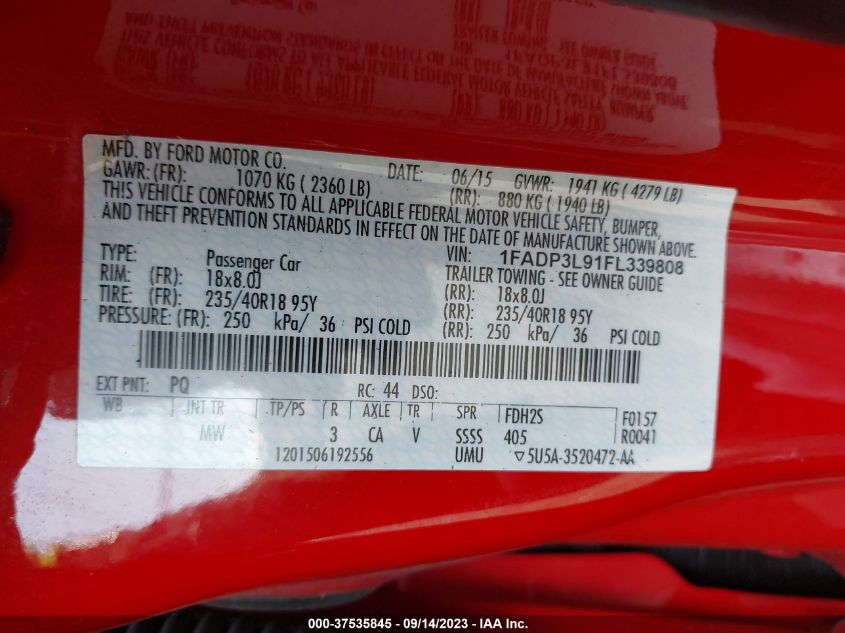 MFD. BY FORD MOTOR CO.
DATE: 06/15 GVWR: 1941 KG ( 4279 LB)
GAWR: (FR): 1070 KG ( 2360 LB) (RR): 880 KG ( 1940 LB)
THIS VEHICLE CONFORMS TO ALL APPLICABLE FEDERAL MOTOR VEHICLE SAFETY, BUMPER,
AND THEFT PREVENTION STANDARDS IN EFFECT ON THE DATE OF MANUFACTURE SHOWN ABOVE.
VIN: 1FADP3L91FL339808
TYPE: Passenger Car TRAILER TOWING - SEE OWNER GUIDE
RIM: (FR): 18x8.0J (RR): 18x8.0J
TIRE: (FR): 235/40R18 95Y (RR): 235/40R18 95Y
PRESSURE: (FR): 250 kPa/ 36 PSI COLD (RR): 250 kPa/ 36 PSI COLD
EXT PNT: PQ RC: 44 DSO:
WB INT TR TP/PS R AXLE TR SPR FDH2S F0157
MW 3 CA V SSSS 405 R0041
1201506192556 UMU ▽5U5A-3520472-AA
000-37535845 - 09/14/2023 - IAA Inc.